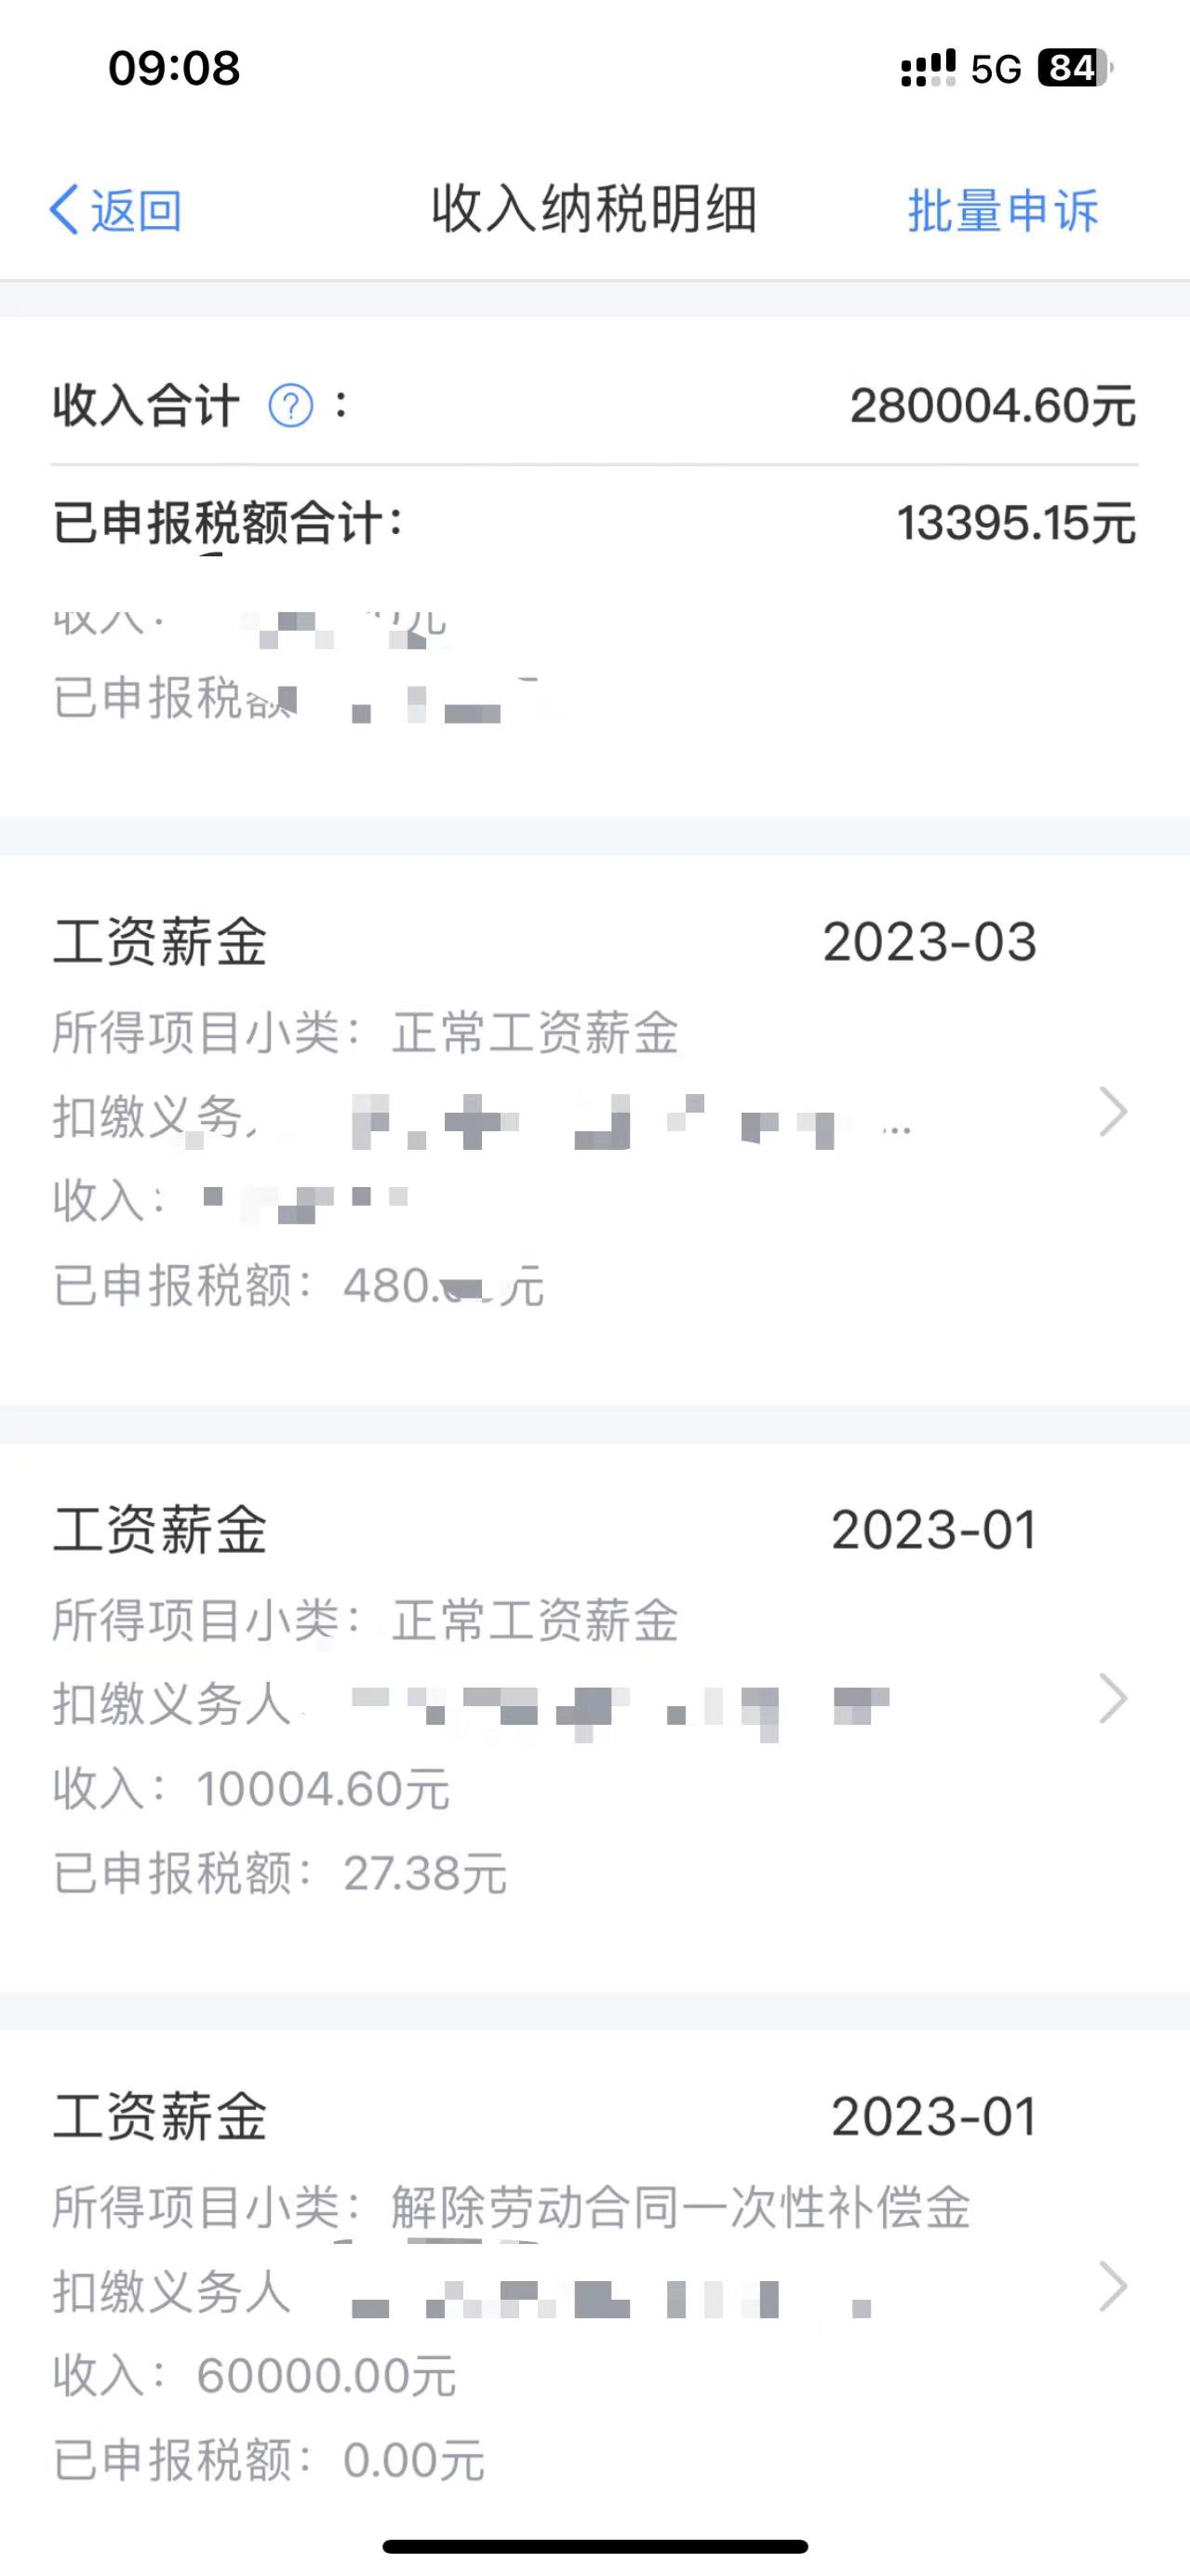 09:08
5G 84
返回 收入纳税明细 批量申诉
收入合计 ? : 280004.60元
已申报税额合计: 13395.15元
收入: 元
已申报税额
工资薪金 2023-03
所得项目小类: 正常工资薪金
扣缴义务 ...
收入:
已申报税额: 480. 元
工资薪金 2023-01
所得项目小类: 正常工资薪金
扣缴义务人
收入: 10004.60元
已申报税额: 27.38元
工资薪金 2023-01
所得项目小类: 解除劳动合同一次性补偿金
扣缴义务人
收入: 60000.00元
已申报税额: 0.00元